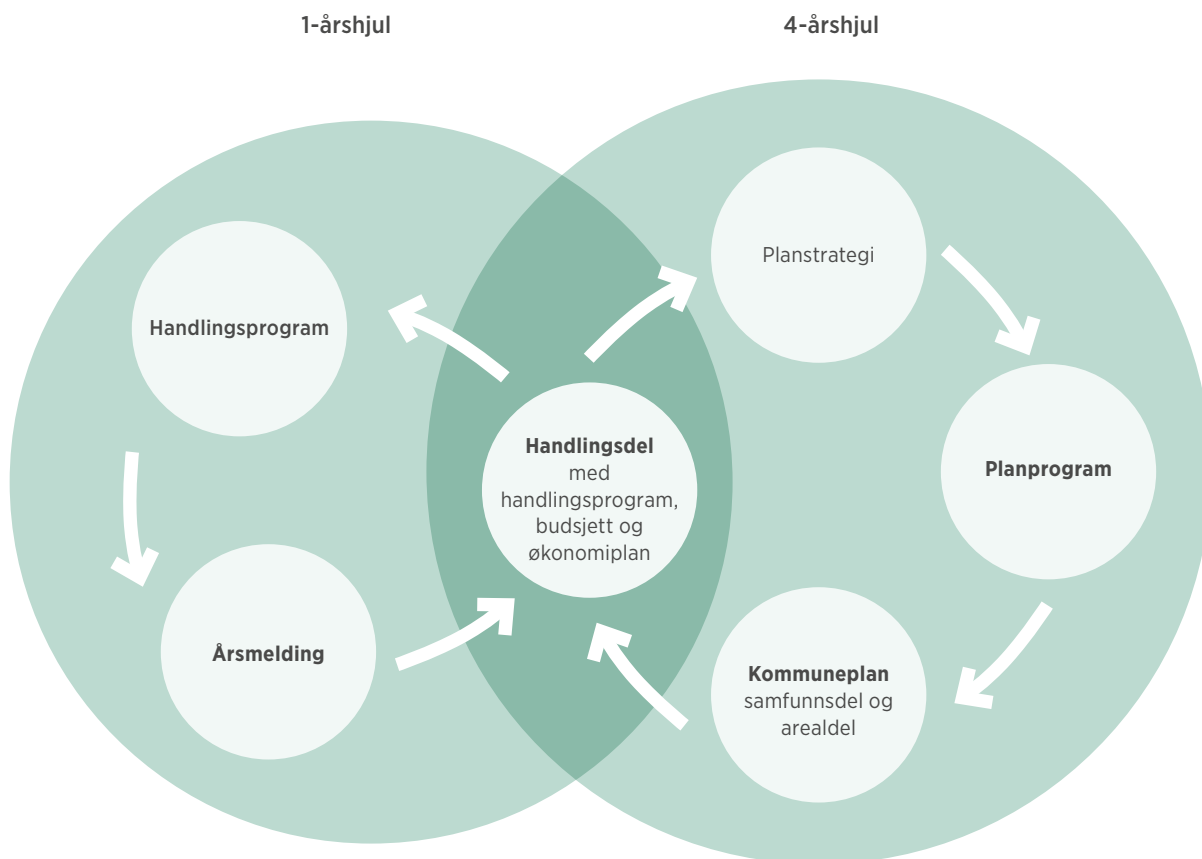 1-årshjul
4-årshjul
Handlingsprogram
Årsmelding
Handlingsdel
med
handlingsprogram,
budsjett og
økonomiplan
Planstrategi
Planprogram
Kommuneplan
samfunnsdel og
arealdel